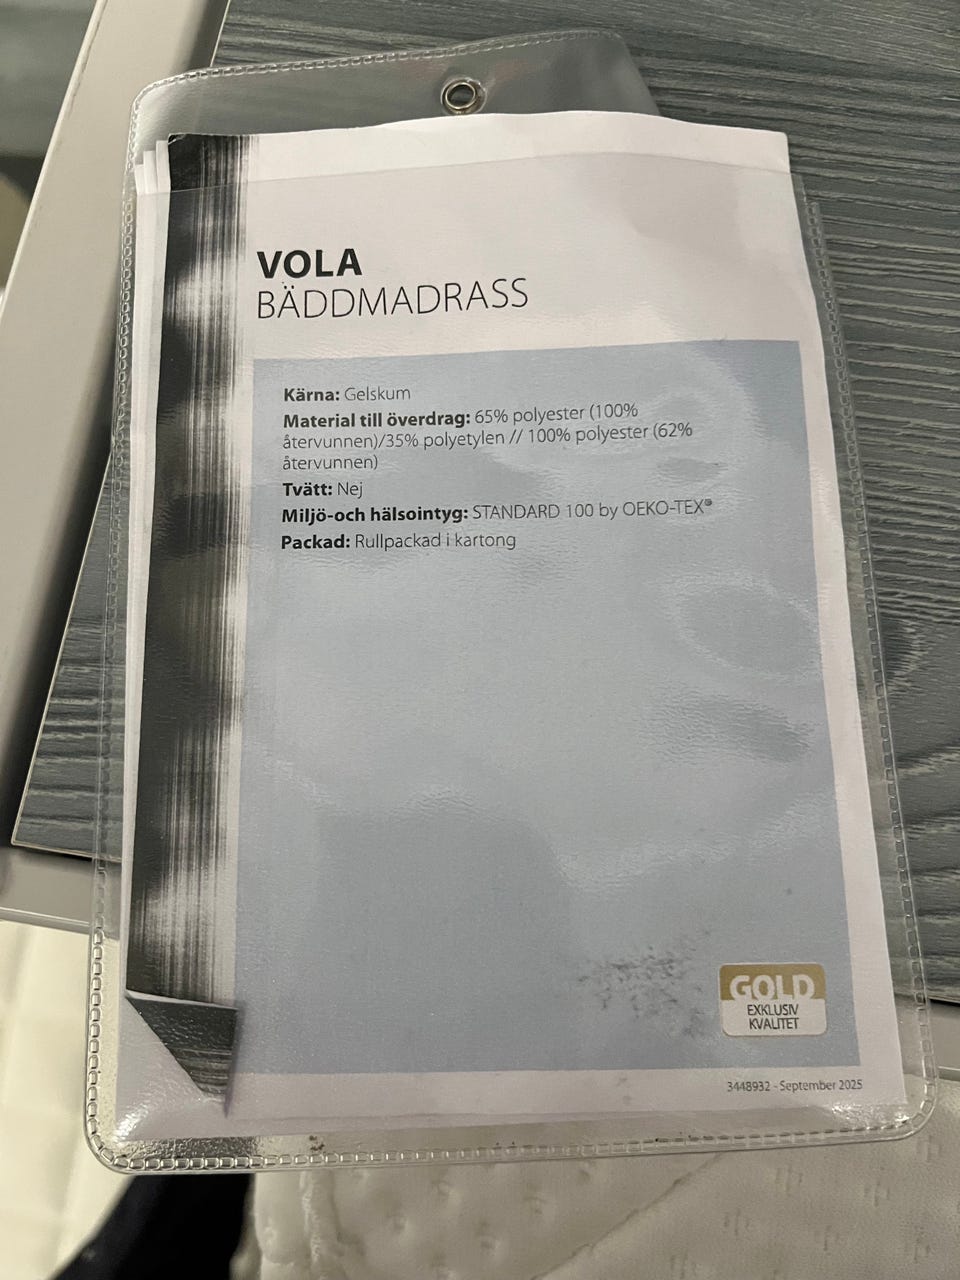 VOLA
BÄDDMADRASS
Kärna: Gelskum
Material till överdrag: 65% polyester (100%
återvunnen)/35% polyetylen // 100% polyester (62%
återvunnen)
Tvätt: Nej
Miljö-och hälsointyg: STANDARD 100 by OEKO-TEX®
Packad: Rullpackad i kartong
GOLD
EXKLUSIV
KVALITET
3448932 - September 2025